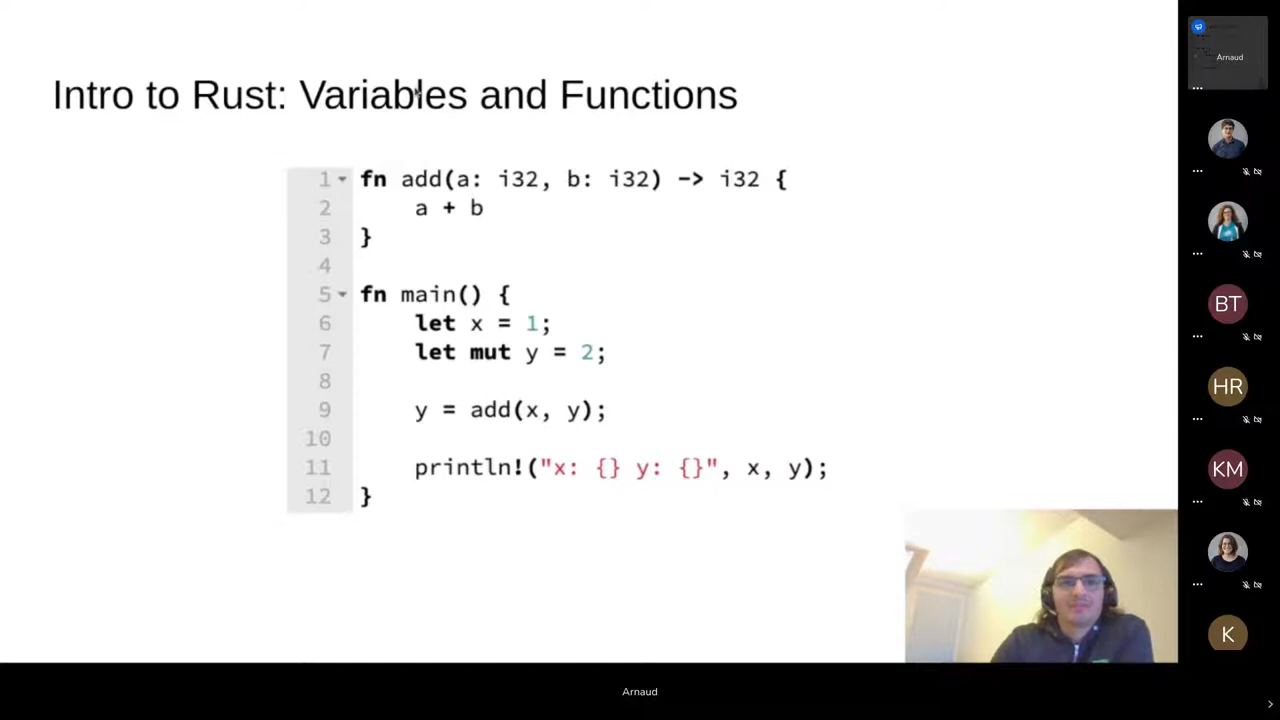 Intro to Rust: Variables and Functions
1 fn add(a: i32, b: i32) -> i32 {
2 a + b
3 }
4
5 fn main() {
6 let x = 1;
7 let mut y = 2;
8
9 y = add(x, y);
10
11 println!("x: {} y: {}", x, y);
12 }
Arnaud
BT
HR
KM
K
Arnaud